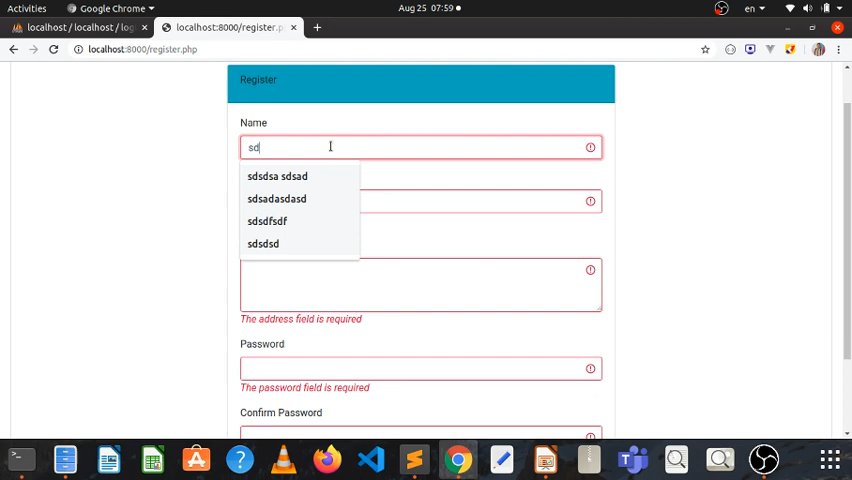 Activities
Google Chrome
Aug 25 07:59
en
localhost / localhost / log
localhost:8000/register.p
localhost:8000/register.php
Register
Name
sd
sdsdsa sdsad
sdsadasdasd
sdsdfsdf
sdsdsd
The address field is required
Password
The password field is required
Confirm Password